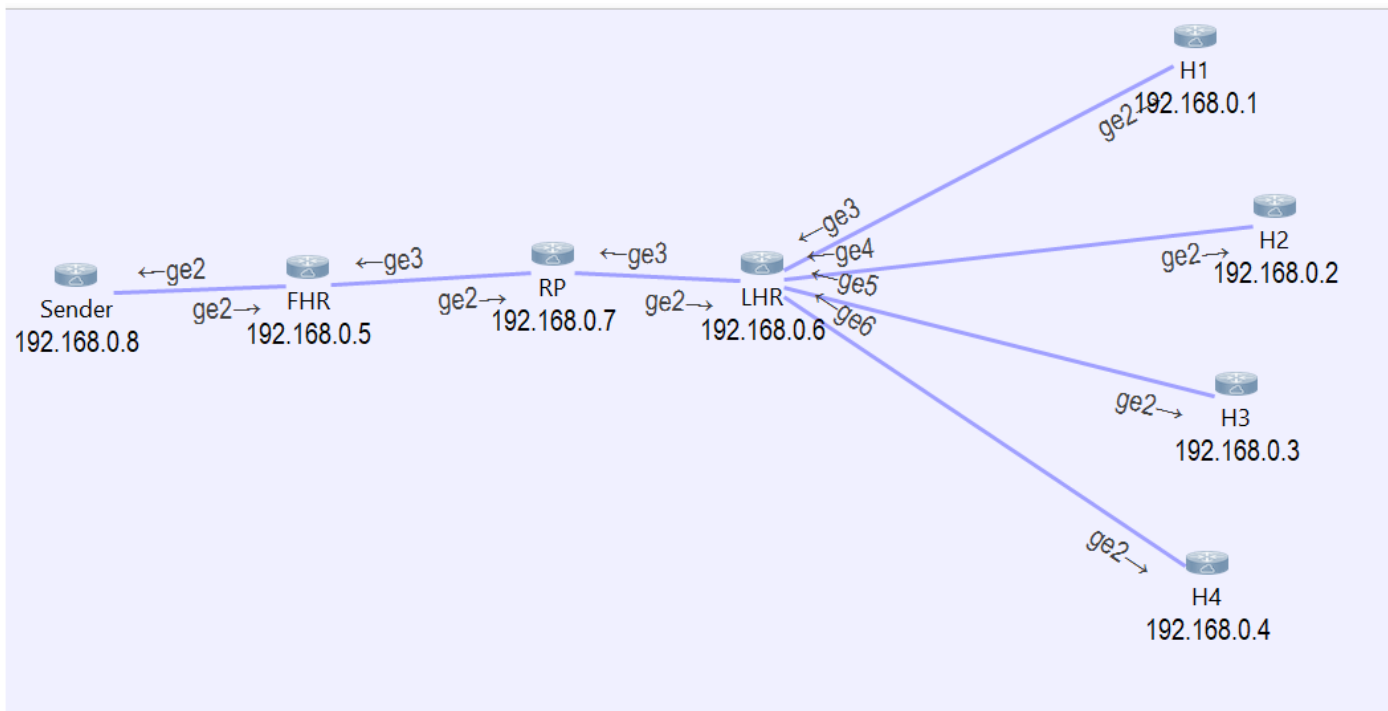 H1
192.168.0.1
ge2→
←ge3
H2
192.168.0.2
ge2→
←ge4
←ge2
Sender
192.168.0.8
ge2→
←ge3
FHR
192.168.0.5
ge2→
←ge3
RP
192.168.0.7
ge2→
LHR
192.168.0.6
←ge5
←ge6
ge2→
H3
192.168.0.3
ge2→
H4
192.168.0.4